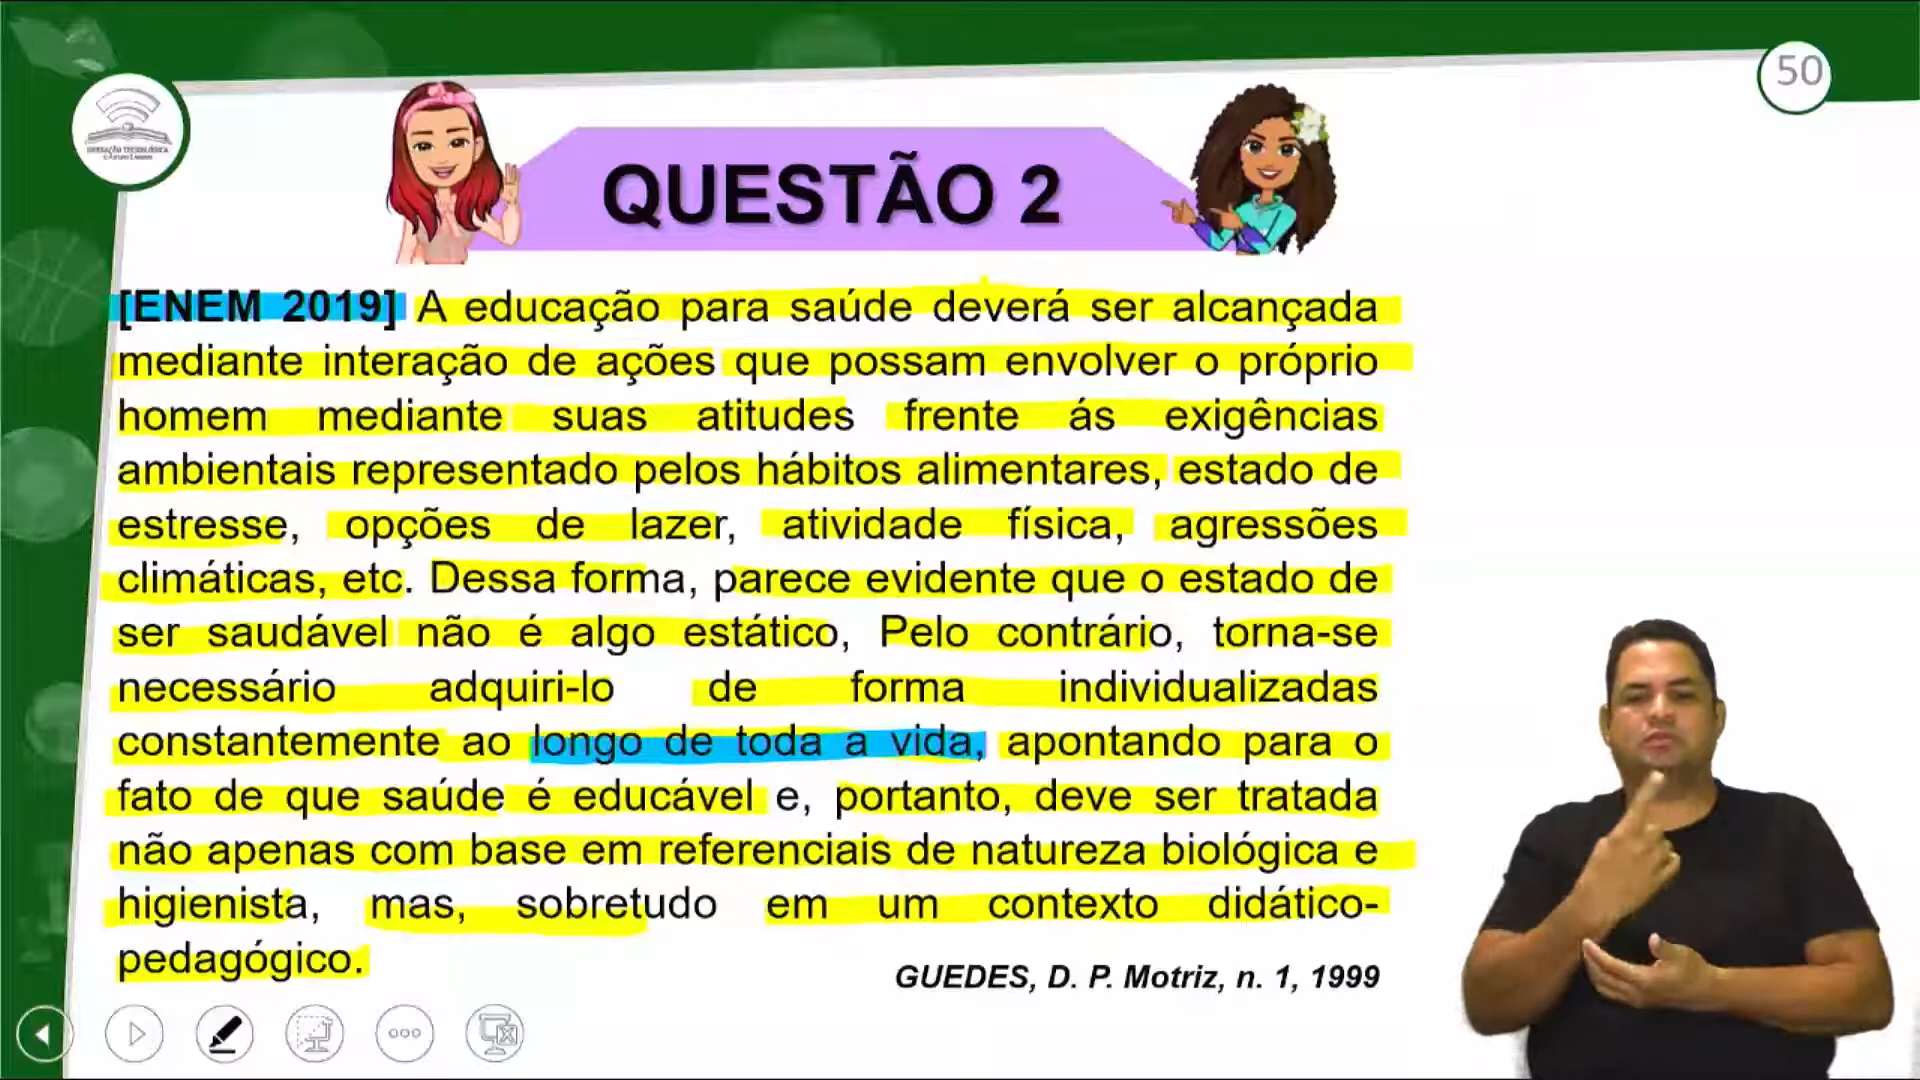 50
QUESTÃO 2
[ENEM 2019] A educação para saúde deverá ser alcançada
mediante interação de ações que possam envolver o próprio
homem mediante suas atitudes frente ás exigências
ambientais representado pelos hábitos alimentares, estado de
estresse, opções de lazer, atividade física, agressões
climáticas, etc. Dessa forma, parece evidente que o estado de
ser saudável não é algo estático, Pelo contrário, torna-se
necessário adquiri-lo de forma individualizadas
constantemente ao longo de toda a vida, apontando para o
fato de que saúde é educável e, portanto, deve ser tratada
não apenas com base em referenciais de natureza biológica e
higienista, mas, sobretudo em um contexto didático-
pedagógico.
GUEDES, D. P. Motriz, n. 1, 1999